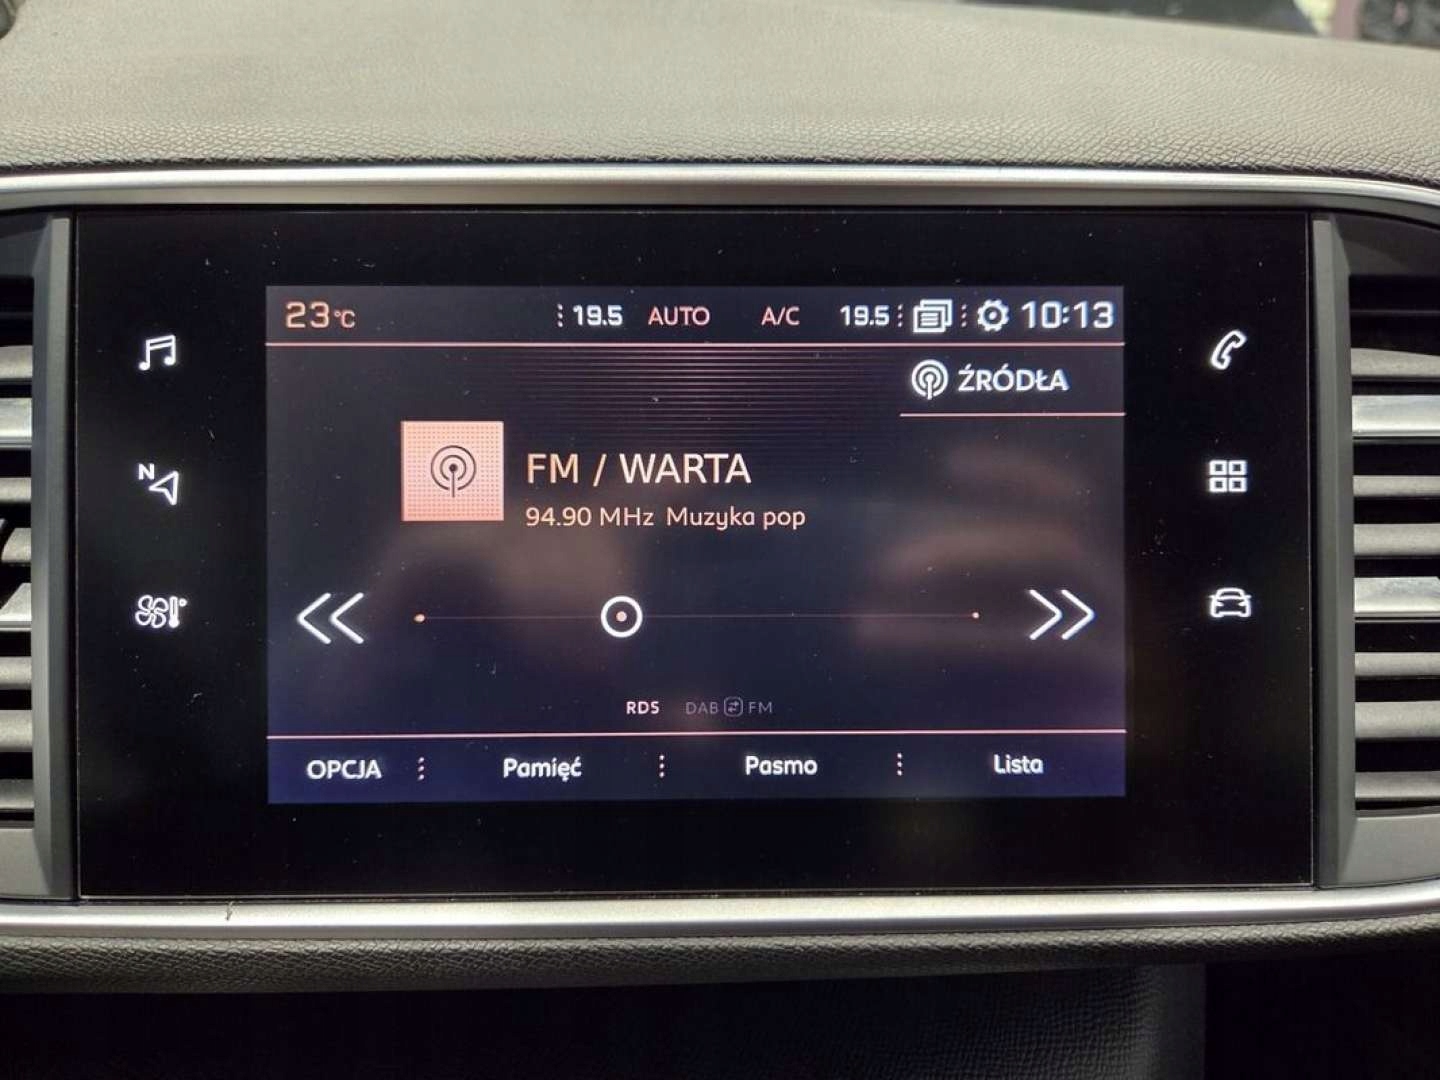 23°C 19.5 AUTO A/C 19.5 10:13
ŹRÓDŁA
FM / WARTA
94.90 MHz Muzyka pop
N
RDS DAB FM
OPCJA Pamięć Pasmo Lista